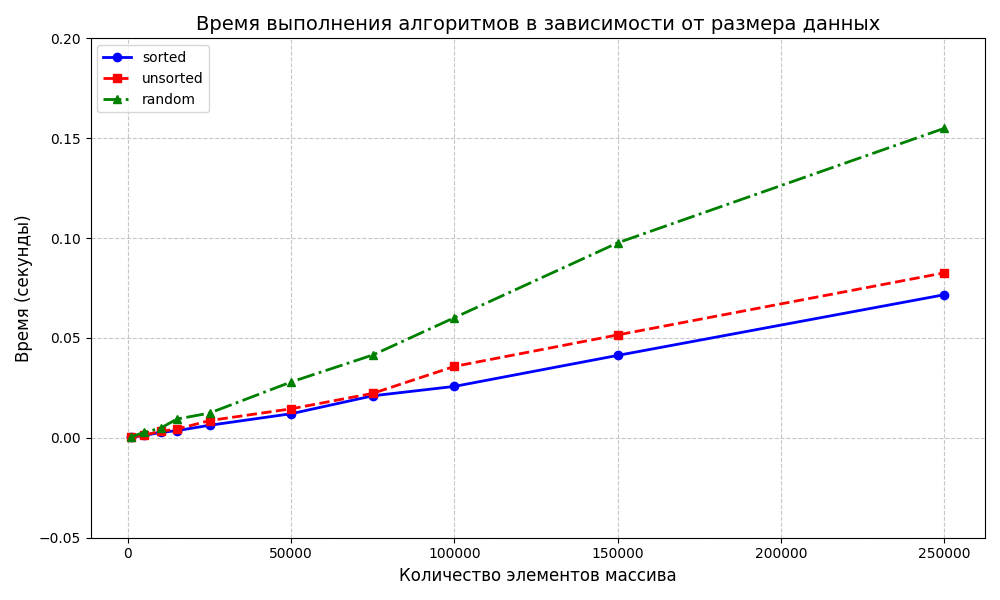 Время выполнения алгоритмов в зависимости от размера данных
sorted
unsorted
random
Время (секунды)
0.20
0.15
0.10
0.05
0.00
−0.05
0 50000 100000 150000 200000 250000
Количество элементов массива